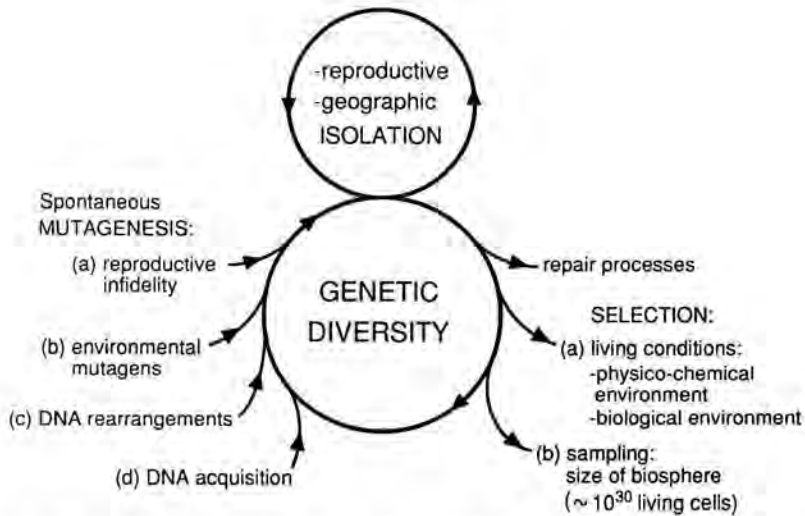 -reproductive
-geographic
ISOLATION
Spontaneous
MUTAGENESIS:
(a) reproductive
infidelity
(b) environmental
mutagens
(c) DNA rearrangements
(d) DNA acquisition
GENETIC
DIVERSITY
repair processes
SELECTION:
(a) living conditions:
-physico-chemical
environment
-biological environment
(b) sampling:
size of biosphere
(~ 10³⁰ living cells)